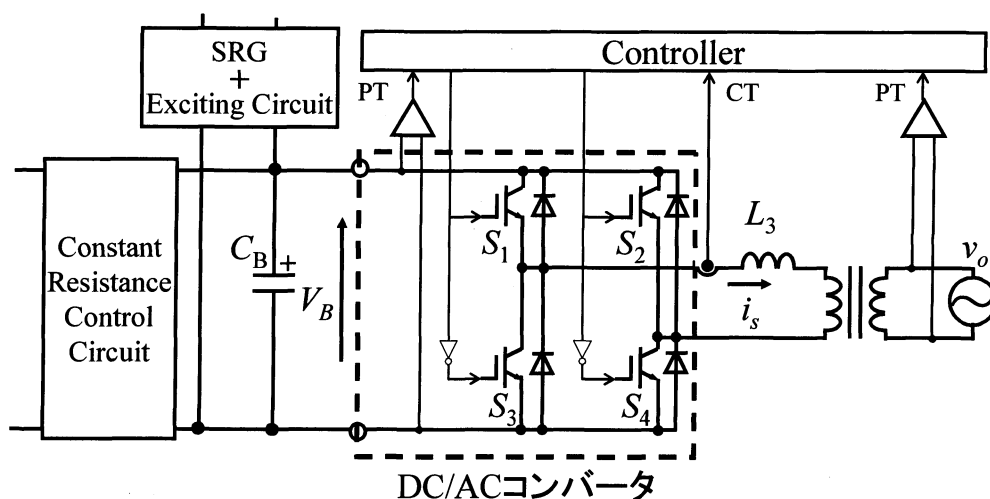 SRG
+
Exciting Circuit
Controller
PT
CT
PT
Constant
Resistance
Control
Circuit
C_B
+
V_B
S_1
S_2
S_3
S_4
L_3
i_s
v_o
DC/ACコンバータ